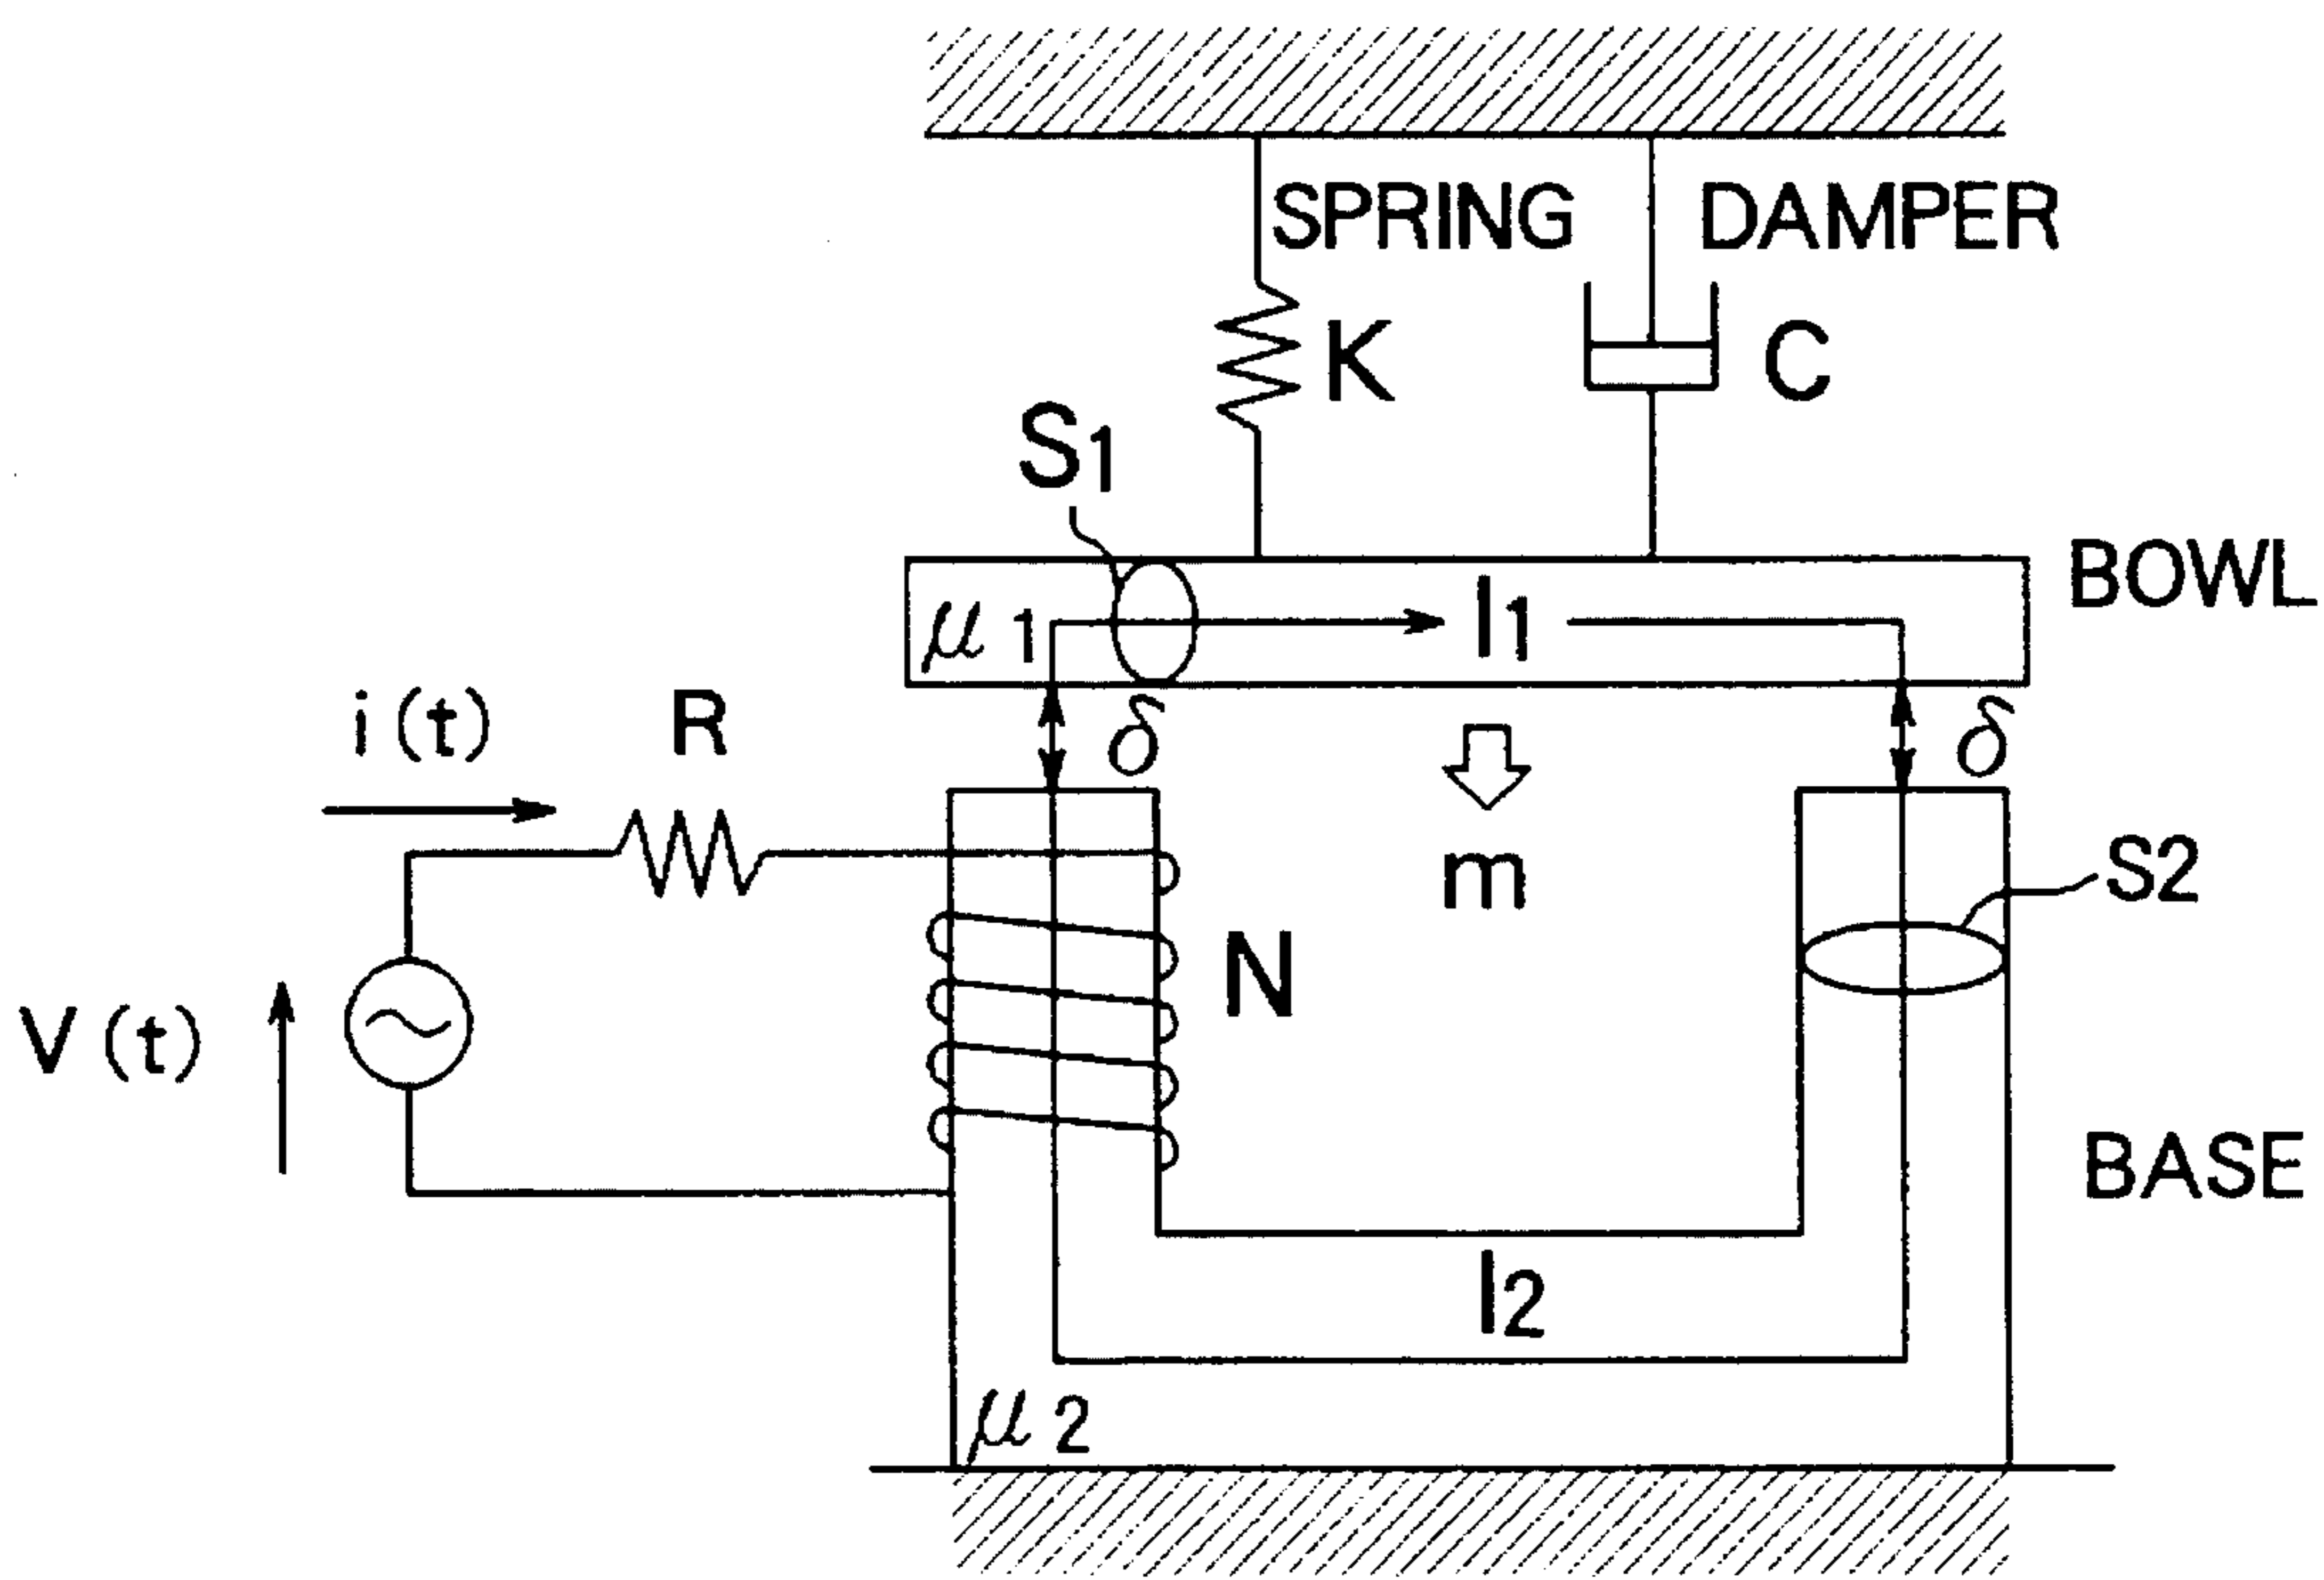 SPRING DAMPER
K C
S1
BOWL
μ1 l1
i(t) R δ δ
m
S2
N
V(t)
BASE
l2
μ2